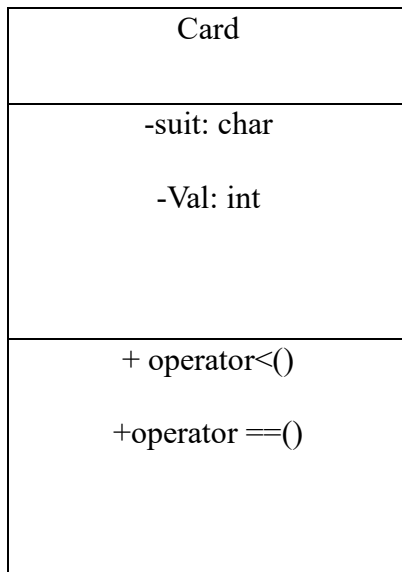 Card
-suit: char
-Val: int
+ operator<()
+operator ==()